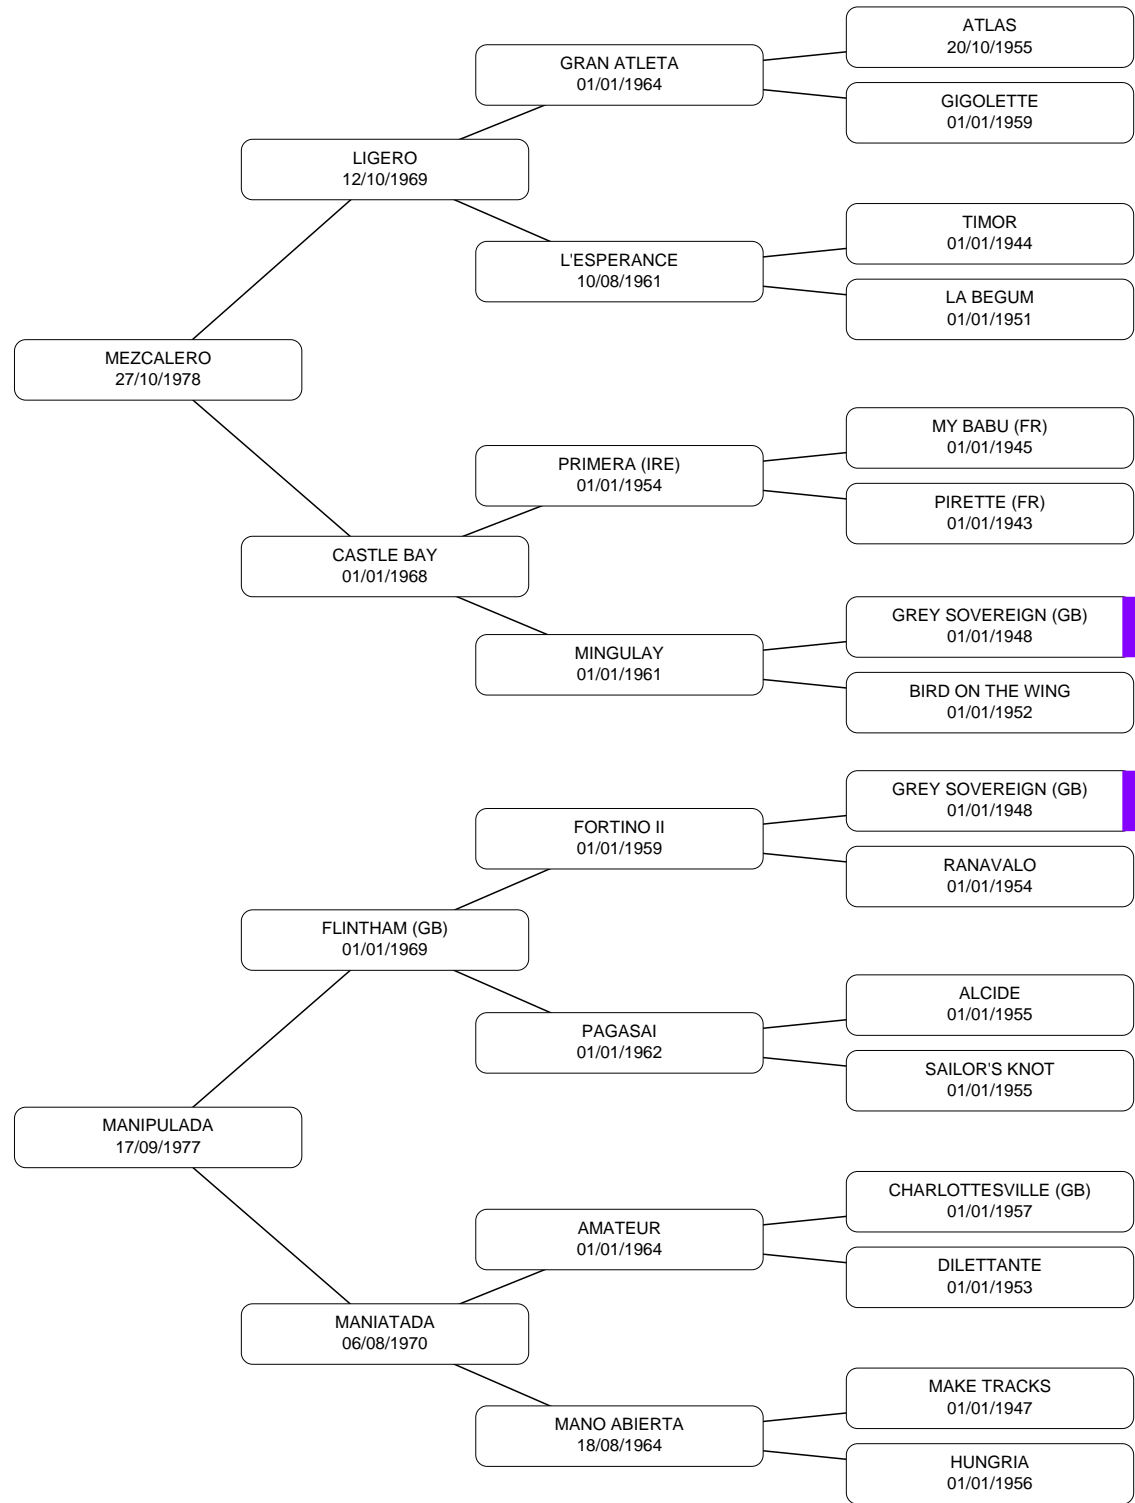 ATLAS
20/10/1955
GRAN ATLETA
01/01/1964
GIGOLETTE
01/01/1959
LIGERO
12/10/1969
TIMOR
01/01/1944
L'ESPERANCE
10/08/1961
LA BEGUM
01/01/1951
MEZCALERO
27/10/1978
MY BABU (FR)
01/01/1945
PRIMERA (IRE)
01/01/1954
PIRETTE (FR)
01/01/1943
CASTLE BAY
01/01/1968
GREY SOVEREIGN (GB)
01/01/1948
MINGULAY
01/01/1961
BIRD ON THE WING
01/01/1952
GREY SOVEREIGN (GB)
01/01/1948
FORTINO II
01/01/1959
RANAVALO
01/01/1954
FLINTHAM (GB)
01/01/1969
ALCIDE
01/01/1955
PAGASAI
01/01/1962
SAILOR'S KNOT
01/01/1955
MANIPULADA
17/09/1977
CHARLOTTESVILLE (GB)
01/01/1957
AMATEUR
01/01/1964
DILETTANTE
01/01/1953
MANIATADA
06/08/1970
MAKE TRACKS
01/01/1947
MANO ABIERTA
18/08/1964
HUNGRIA
01/01/1956